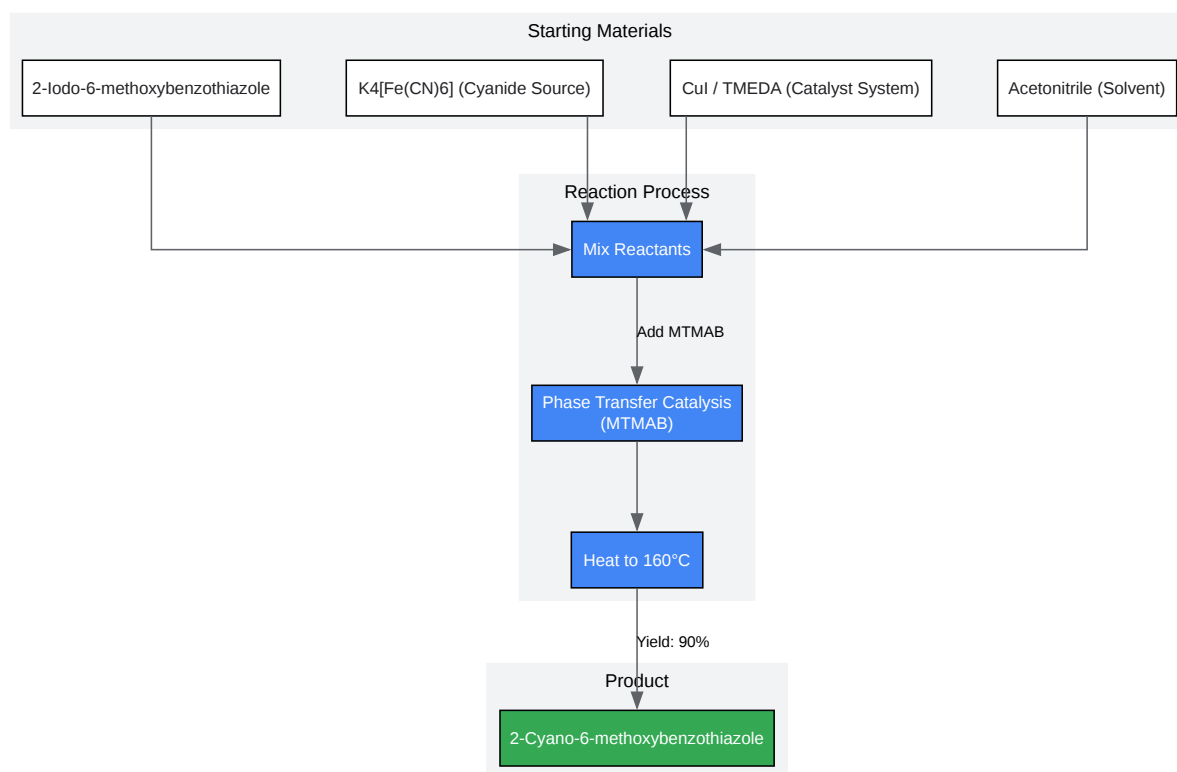 Starting Materials
2-Iodo-6-methoxybenzothiazole
K4[Fe(CN)6] (Cyanide Source)
CuI / TMEDA (Catalyst System)
Acetonitrile (Solvent)
Reaction Process
Mix Reactants
Add MTMAB
Phase Transfer Catalysis
(MTMAB)
Heat to 160°C
Yield: 90%
Product
2-Cyano-6-methoxybenzothiazole